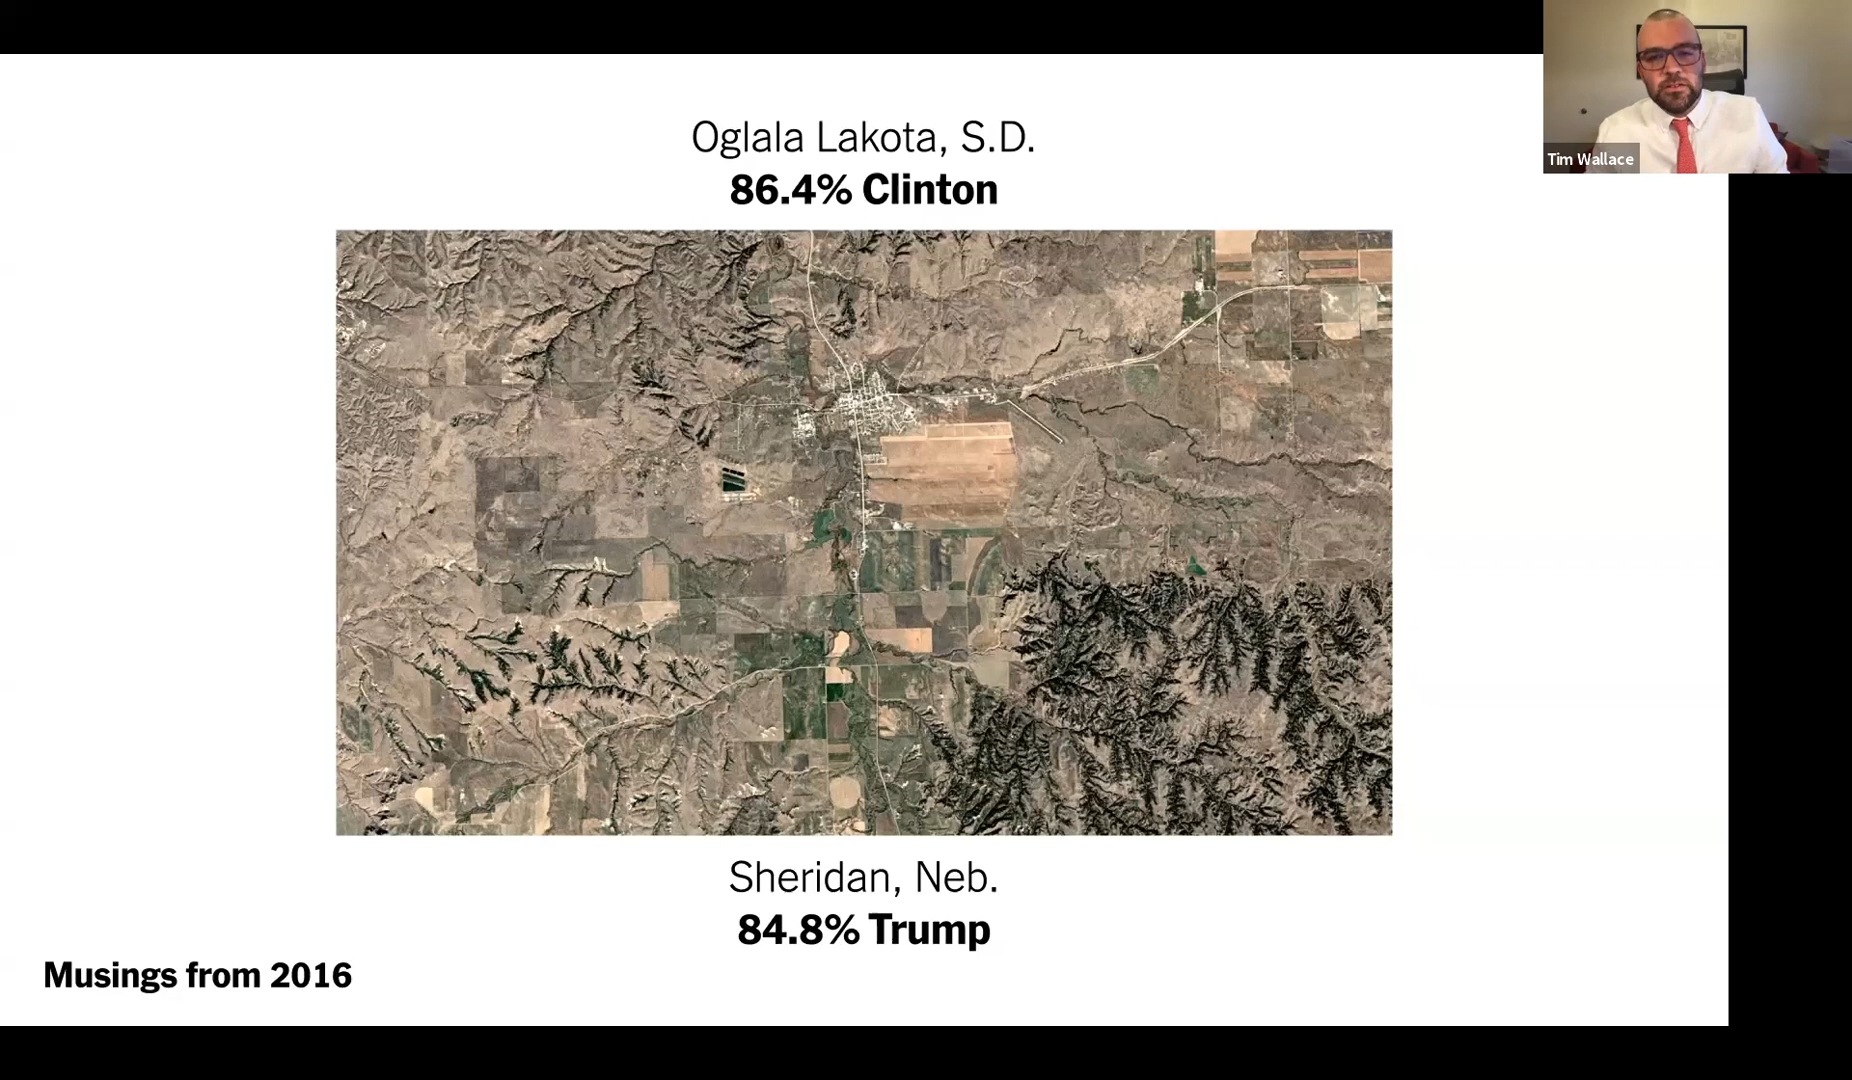 Oglala Lakota, S.D.
86.4% Clinton
Tim Wallace
Sheridan, Neb.
84.8% Trump
Musings from 2016